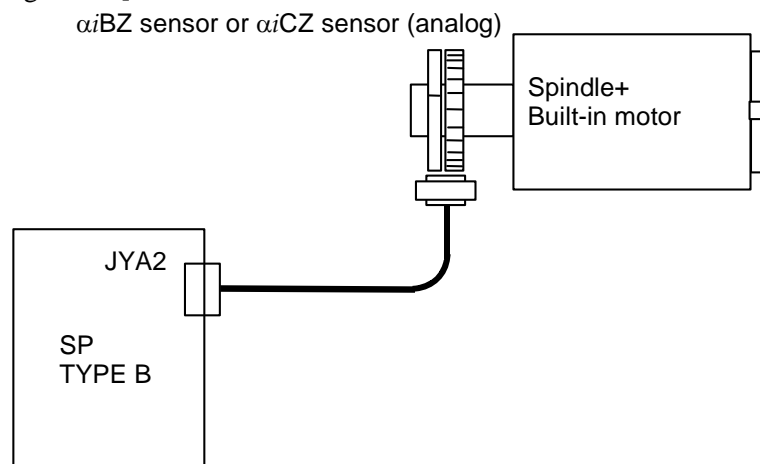 αiBZ sensor or αiCZ sensor (analog)
Spindle+
Built-in motor
JYA2
SP
TYPE B